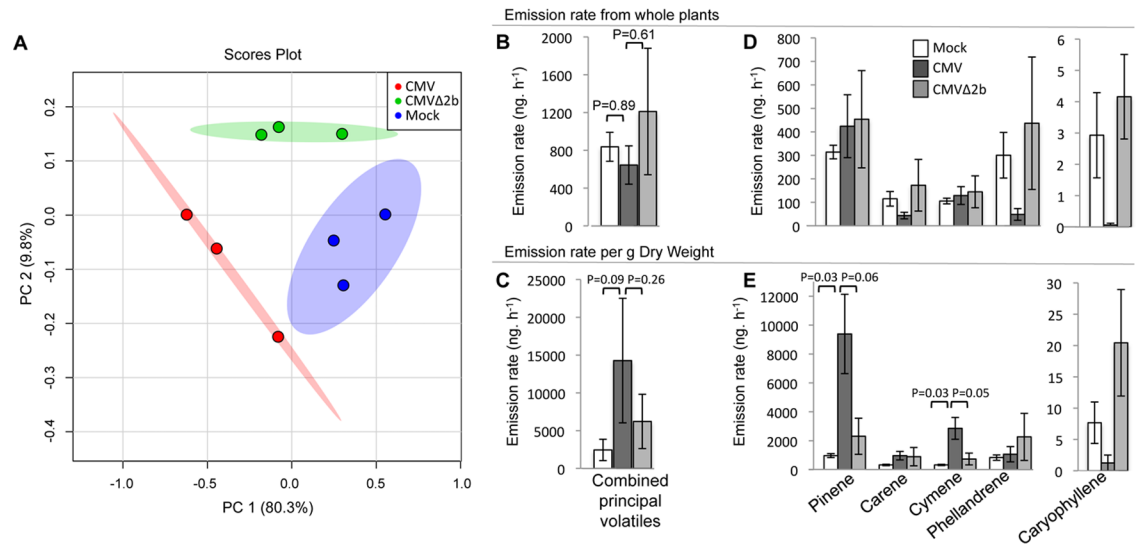 Emission rate from whole plants
A
Scores Plot
CMV
CMVΔ2b
Mock
0.2
0.1
0.0
-0.1
-0.2
-0.3
-0.4
PC 2 (9.8%)
-1.0
-0.5
0.0
0.5
1.0
PC 1 (80.3%)
B
P=0.61
P=0.89
2000
1600
1200
800
400
0
Emission rate (ng. h⁻¹)
D
Mock
CMV
CMVΔ2b
800
700
600
500
400
300
200
100
0
Emission rate (ng. h⁻¹)
6
5
4
3
2
1
0
Emission rate per g Dry Weight
C
P=0.09
P=0.26
25000
20000
15000
10000
5000
0
Emission rate (ng. h⁻¹)
Combined
principal
volatiles
E
P=0.03
P=0.06
P=0.03
P=0.05
12000
10000
8000
6000
4000
2000
0
Emission rate (ng. h⁻¹)
30
25
20
15
10
5
0
Pinene
Carene
Cymene
Phellandrene
Caryophyllene